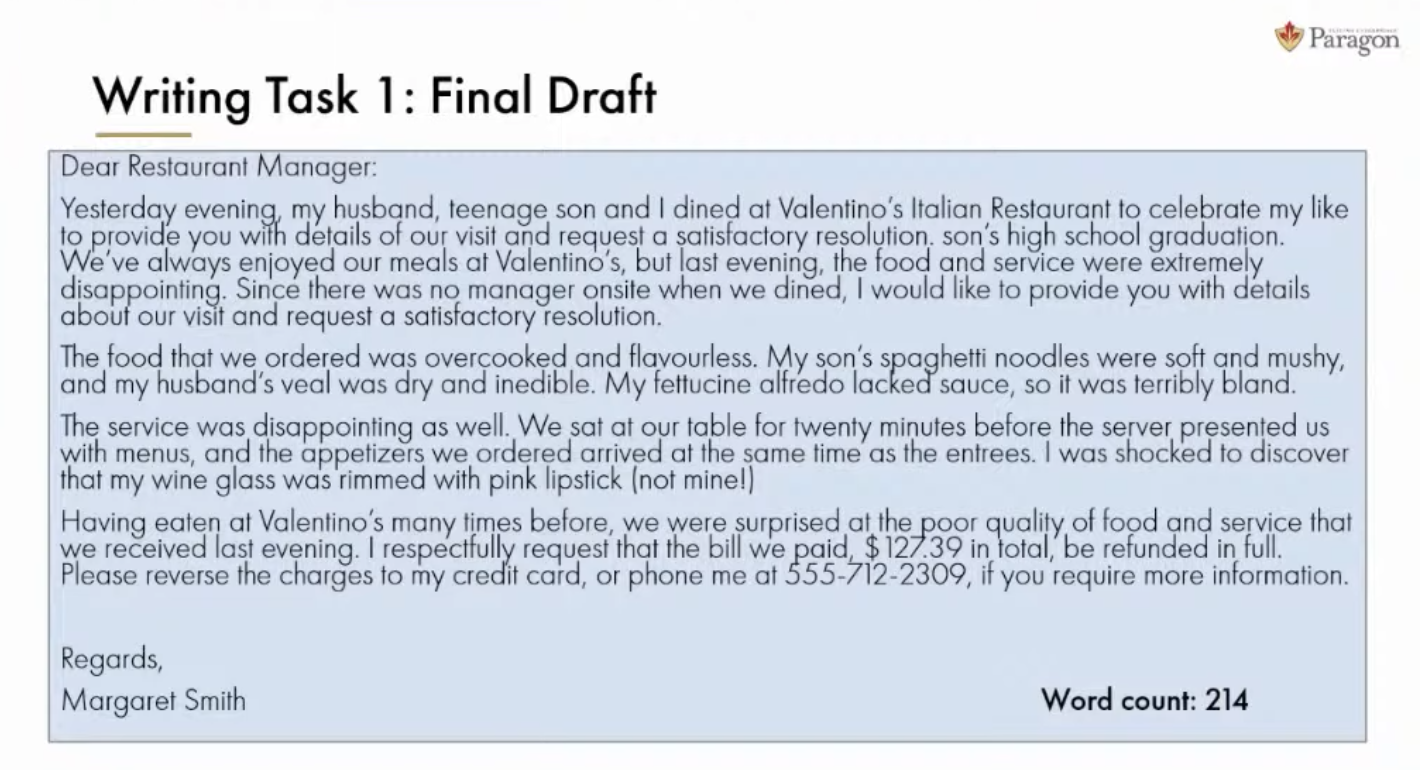 Paragon
Writing Task 1: Final Draft
Dear Restaurant Manager:
Yesterday evening, my husband, teenage son and I dined at Valentino's Italian Restaurant to celebrate my like
to provide you with details of our visit and request a satisfactory resolution. son's high school graduation.
We've always enjoyed our meals at Valentino's, but last evening, the food and service were extremely
disappointing. Since there was no manager onsite when we dined, I would like to provide you with details
about our visit and request a satisfactory resolution.
The food that we ordered was overcooked and flavourless. My son's spaghetti noodles were soft and mushy,
and my husband's veal was dry and inedible. My fettucine alfredo lacked sauce, so it was terribly bland.
The service was disappointing as well. We sat at our table for twenty minutes before the server presented us
with menus, and the appetizers we ordered arrived at the same time as the entrees. I was shocked to discover
that my wine glass was rimmed with pink lipstick (not mine!)
Having eaten at Valentino's many times before, we were surprised at the poor quality of food and service that
we received last evening. I respectfully request that the bill we paid, $127.39 in total, be refunded in full.
Please reverse the charges to my credit card, or phone me at 555-712-2309, if you require more information.
Regards,
Margaret Smith
Word count: 214